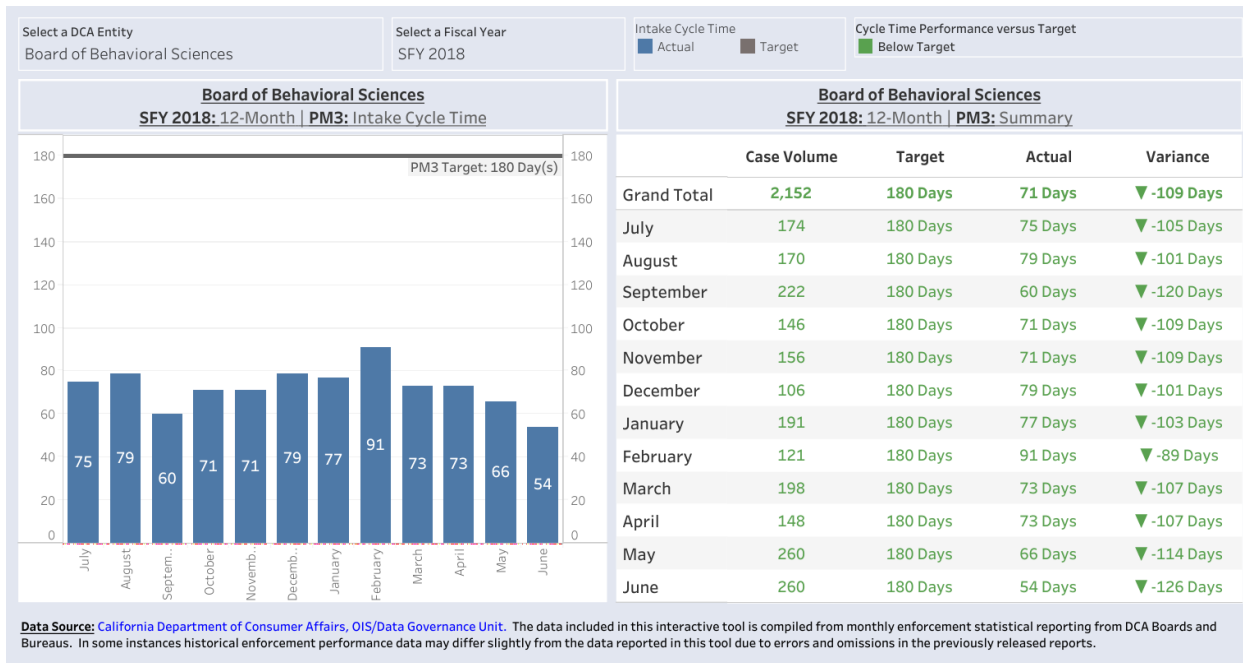 Select a DCA Entity
Board of Behavioral Sciences
Select a Fiscal Year
SFY 2018
Intake Cycle Time
Actual
Target
Cycle Time Performance versus Target
Below Target
Board of Behavioral Sciences
SFY 2018: 12-Month | PM3: Intake Cycle Time
180
160
140
120
100
80
60
40
20
0
PM3 Target: 180 Day(s)
75
79
60
71
71
79
77
91
73
73
66
54
180
160
140
120
100
80
60
40
20
0
July
August
Septem..
October
Novemb..
Decemb..
January
February
March
April
May
June
Board of Behavioral Sciences
SFY 2018: 12-Month | PM3: Summary
Case Volume Target Actual Variance
Grand Total 2,152 180 Days 71 Days ▼ -109 Days
July 174 180 Days 75 Days ▼ -105 Days
August 170 180 Days 79 Days ▼ -101 Days
September 222 180 Days 60 Days ▼ -120 Days
October 146 180 Days 71 Days ▼ -109 Days
November 156 180 Days 71 Days ▼ -109 Days
December 106 180 Days 79 Days ▼ -101 Days
January 191 180 Days 77 Days ▼ -103 Days
February 121 180 Days 91 Days ▼ -89 Days
March 198 180 Days 73 Days ▼ -107 Days
April 148 180 Days 73 Days ▼ -107 Days
May 260 180 Days 66 Days ▼ -114 Days
June 260 180 Days 54 Days ▼ -126 Days
Data Source: California Department of Consumer Affairs, OIS/Data Governance Unit. The data included in this interactive tool is compiled from monthly enforcement statistical reporting from DCA Boards and
Bureaus. In some instances historical enforcement performance data may differ slightly from the data reported in this tool due to errors and omissions in the previously released reports.